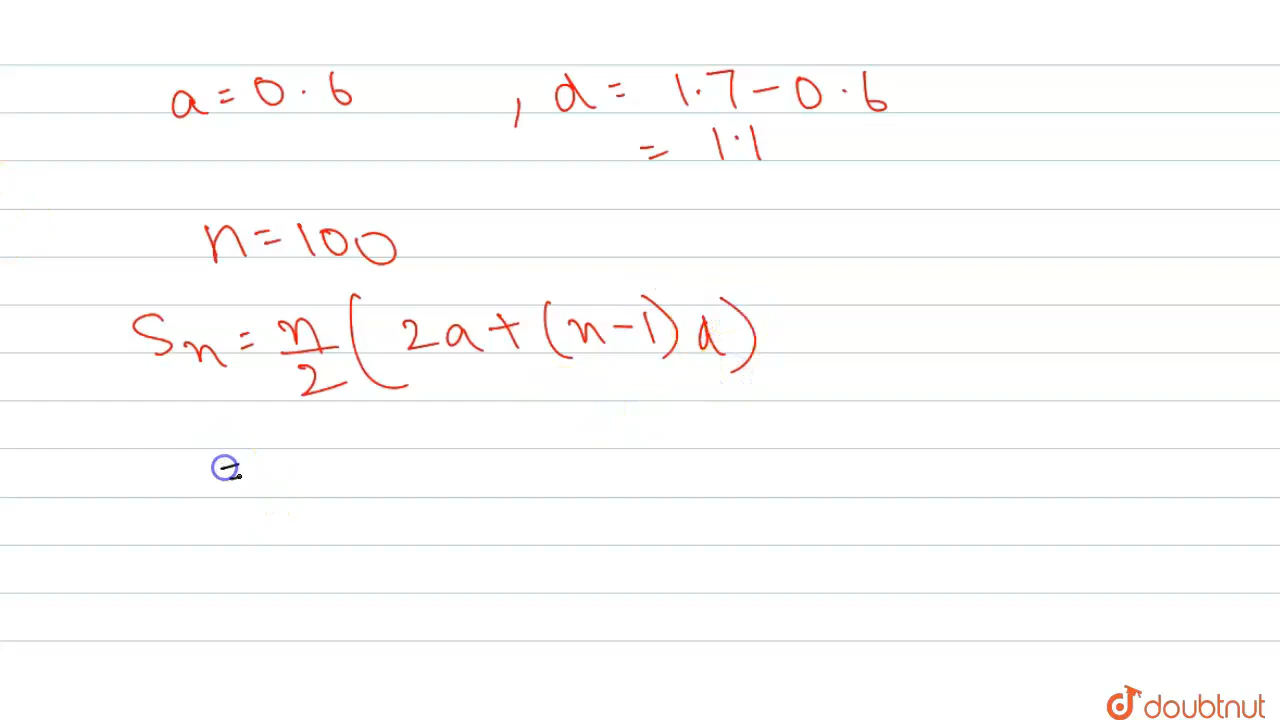 a = 0.6 , d = 1.7 - 0.6
= 1.1
n = 100
Sn = n/2 ( 2a + (n - 1) d )
=
doubtnut